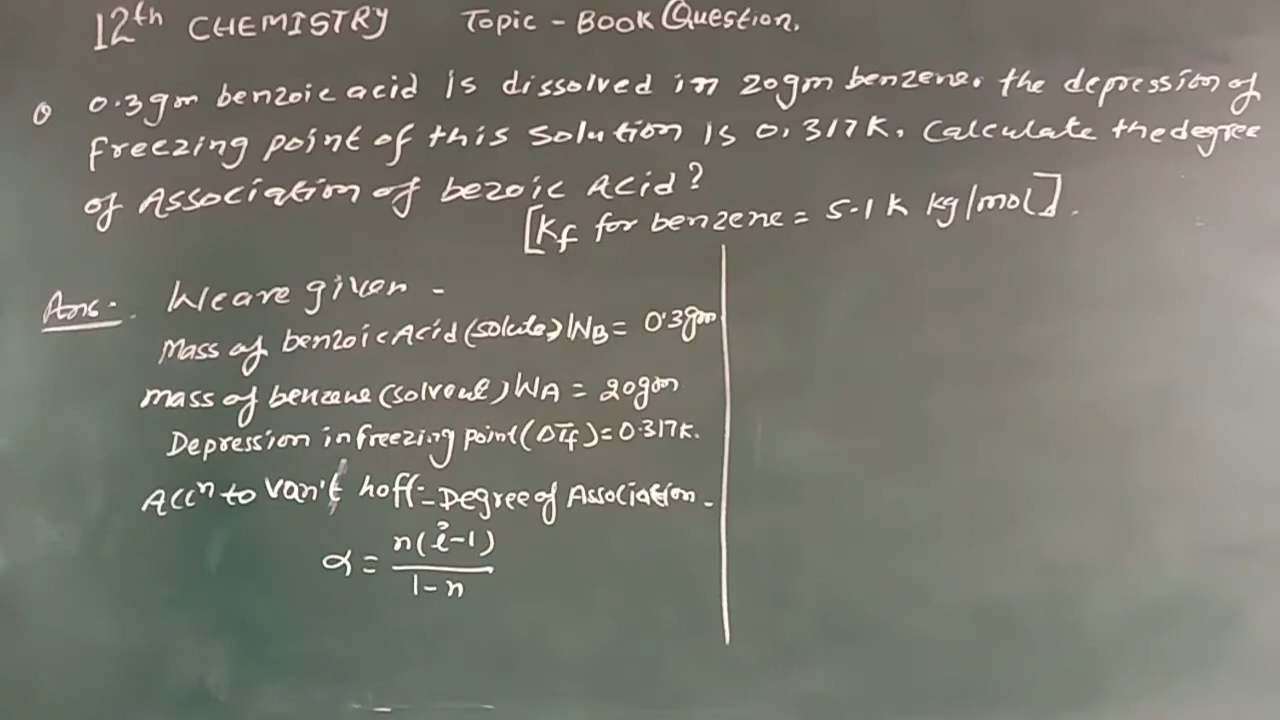 12th CHEMISTRY Topic - Book Question.
Q 0.3gm benzoic acid is dissolved in 20gm benzene. the depression of
freezing point of this solution is 0.317K. Calculate the degree
of Association of bezoic Acid?
[Kf for benzene = 5.1 K kg/mol].
Ans:. We are given -
Mass of benzoic Acid (solute) WB = 0.3gm
mass of benzene (solvent) WA = 20gm
Depression in freezing point (ΔTf) = 0.317K.
Accn to Van't hoff - Degree of Association -
α = n(i-1) / 1-n